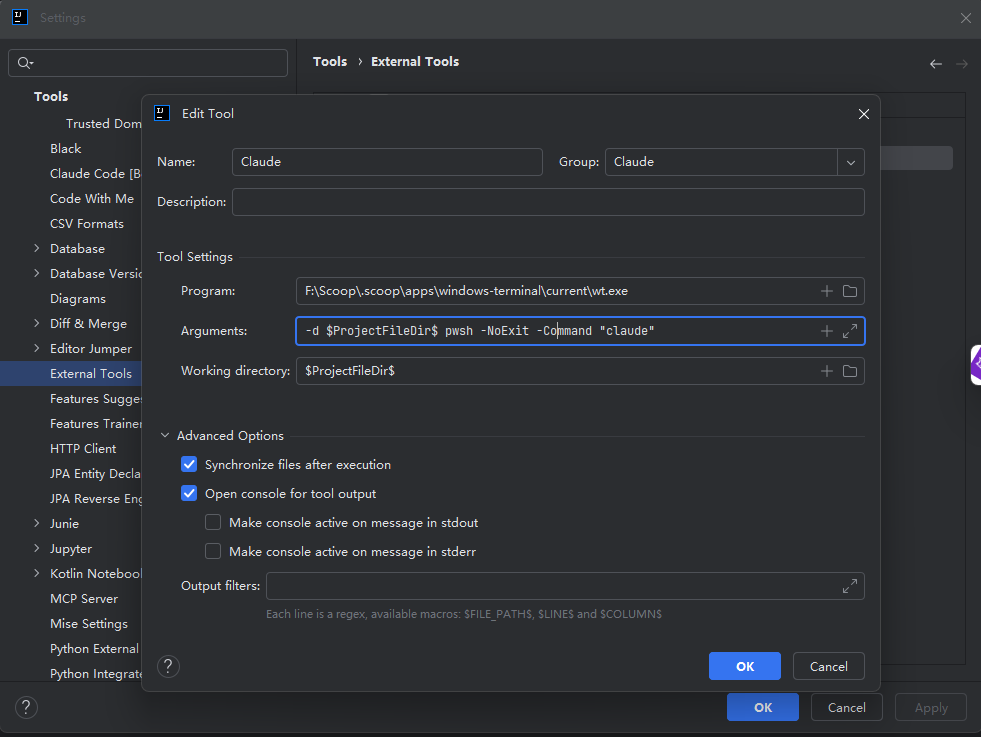 Settings
Tools › External Tools
Tools
Trusted Dom
Black
Claude Code [B
Code With Me
CSV Formats
Database
Database Versio
Diagrams
Diff & Merge
Editor Jumper
External Tools
Features Sugges
Features Trainer
HTTP Client
JPA Entity Decla
JPA Reverse Eng
Junie
Jupyter
Kotlin Notebook
MCP Server
Mise Settings
Python External
Python Integrate
Edit Tool
Name: Claude Group: Claude
Description:
Tool Settings
Program: F:\Scoop\.scoop\apps\windows-terminal\current\wt.exe
Arguments: -d $ProjectFileDir$ pwsh -NoExit -Command "claude"
Working directory: $ProjectFileDir$
Advanced Options
Synchronize files after execution
Open console for tool output
Make console active on message in stdout
Make console active on message in stderr
Output filters:
Each line is a regex, available macros: $FILE_PATH$, $LINE$ and $COLUMN$
? OK Cancel
? OK Cancel Apply